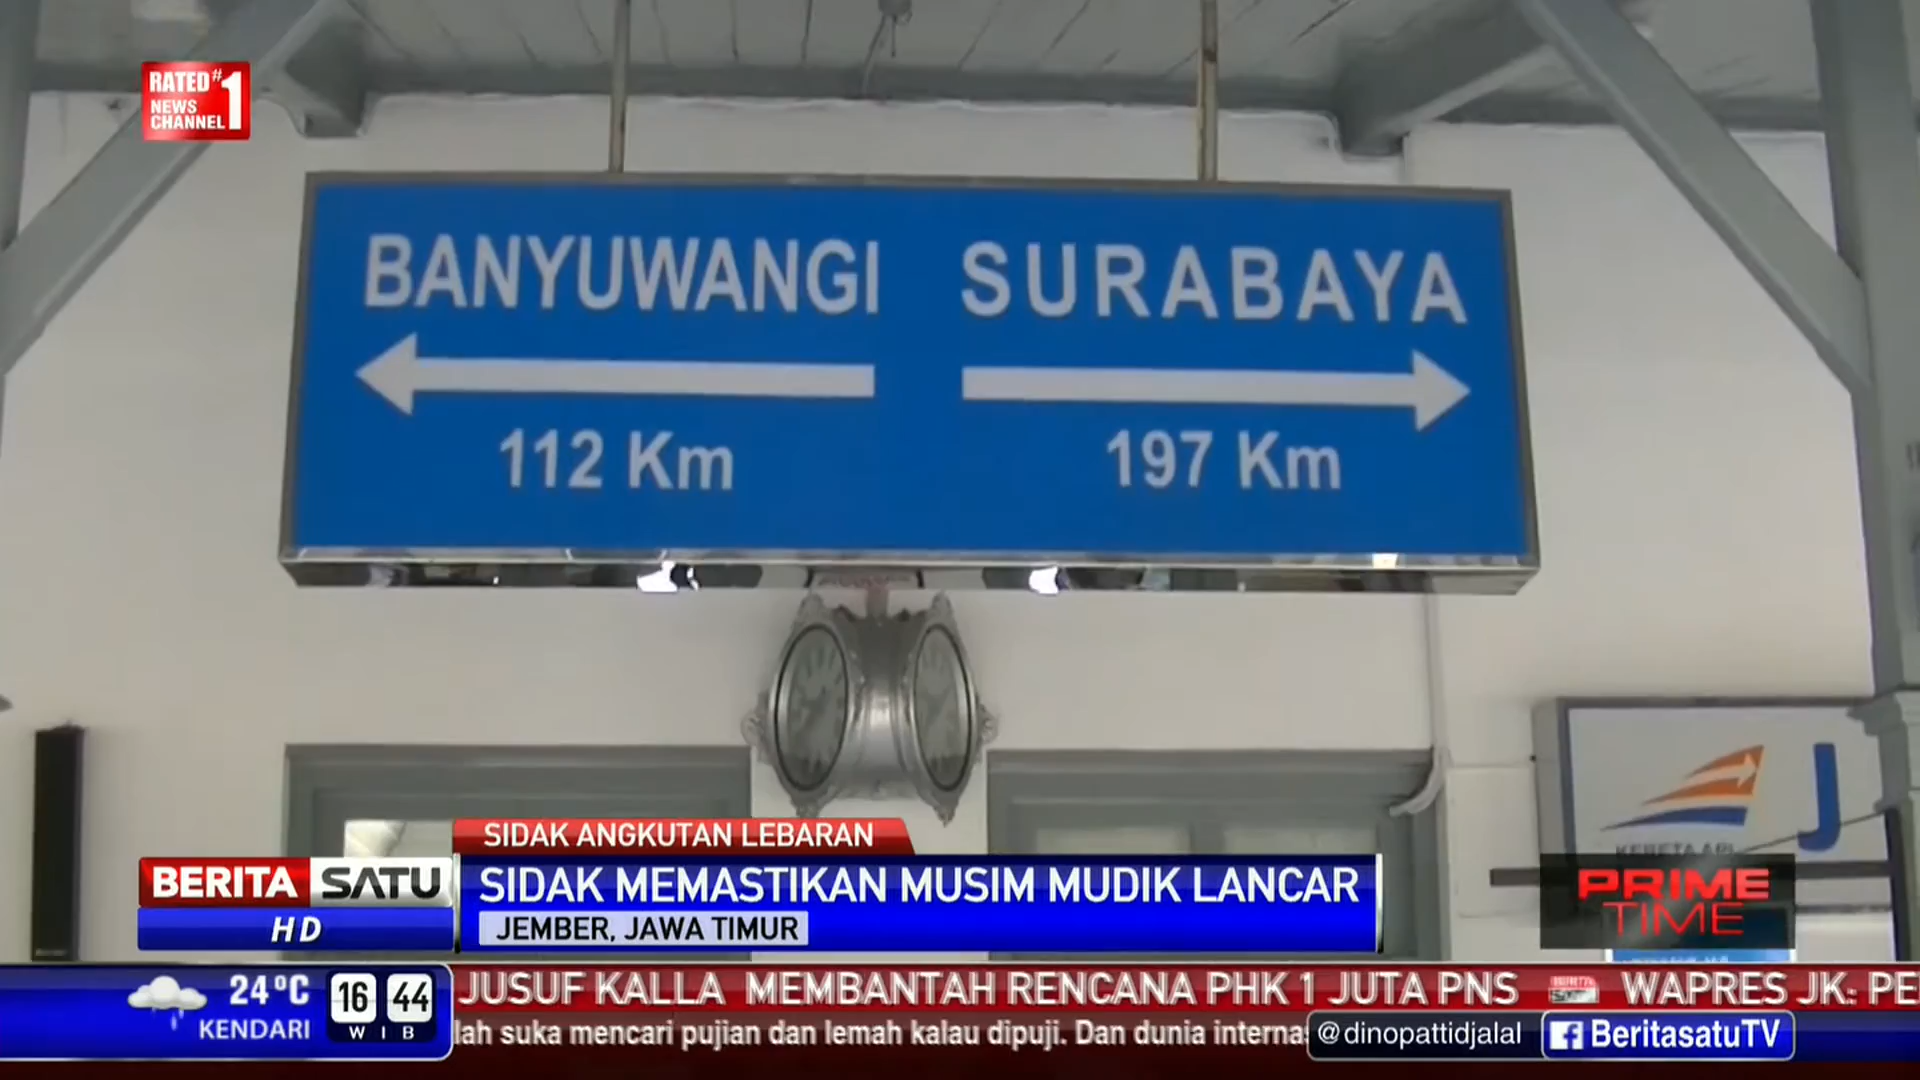 RATED #1
NEWS
CHANNEL
BANYUWANGI
SURABAYA
112 Km
197 Km
J
SIDAK ANGKUTAN LEBARAN
BERITA SATU
HD
SIDAK MEMASTIKAN MUSIM MUDIK LANCAR
JEMBER, JAWA TIMUR
PRIME
TIME
24°C
KENDARI
16 44
WIB
JUSUF KALLA MEMBANTAH RENCANA PHK 1 JUTA PNS
WAPRES JK: PE
lah suka mencari pujian dan lemah kalau dipuji. Dan dunia internas
@dinopattidjalal
BeritasatuTV